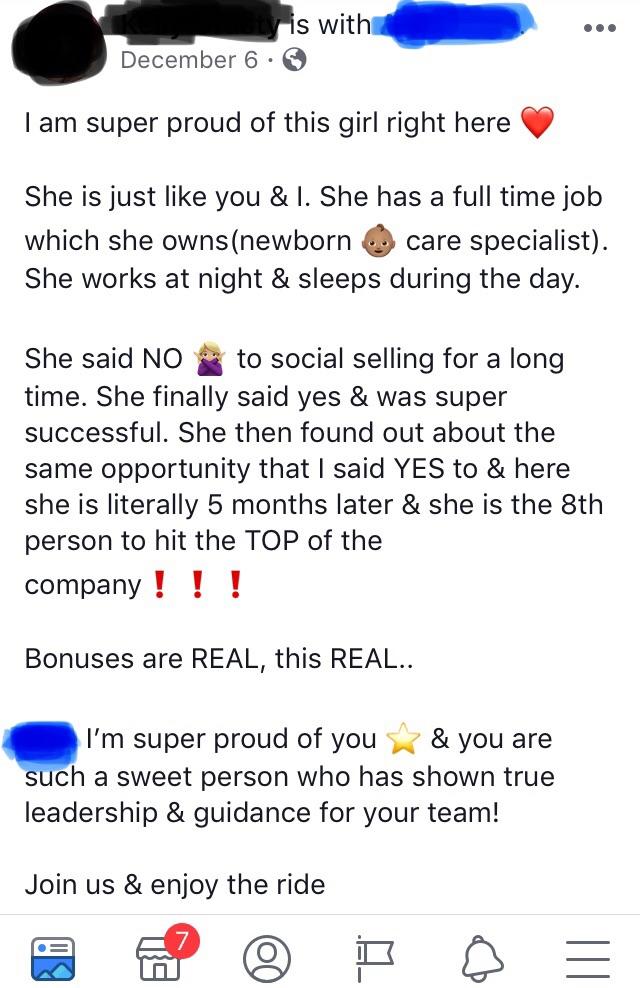 is with
December 6 ·
I am super proud of this girl right here ❤️
She is just like you & I. She has a full time job
which she owns(newborn 👶🏽 care specialist).
She works at night & sleeps during the day.
She said NO 🙅🏼‍♀️ to social selling for a long
time. She finally said yes & was super
successful. She then found out about the
same opportunity that I said YES to & here
she is literally 5 months later & she is the 8th
person to hit the TOP of the
company❗❗❗
Bonuses are REAL, this REAL..
I’m super proud of you ⭐ & you are
such a sweet person who has shown true
leadership & guidance for your team!
Join us & enjoy the ride
7